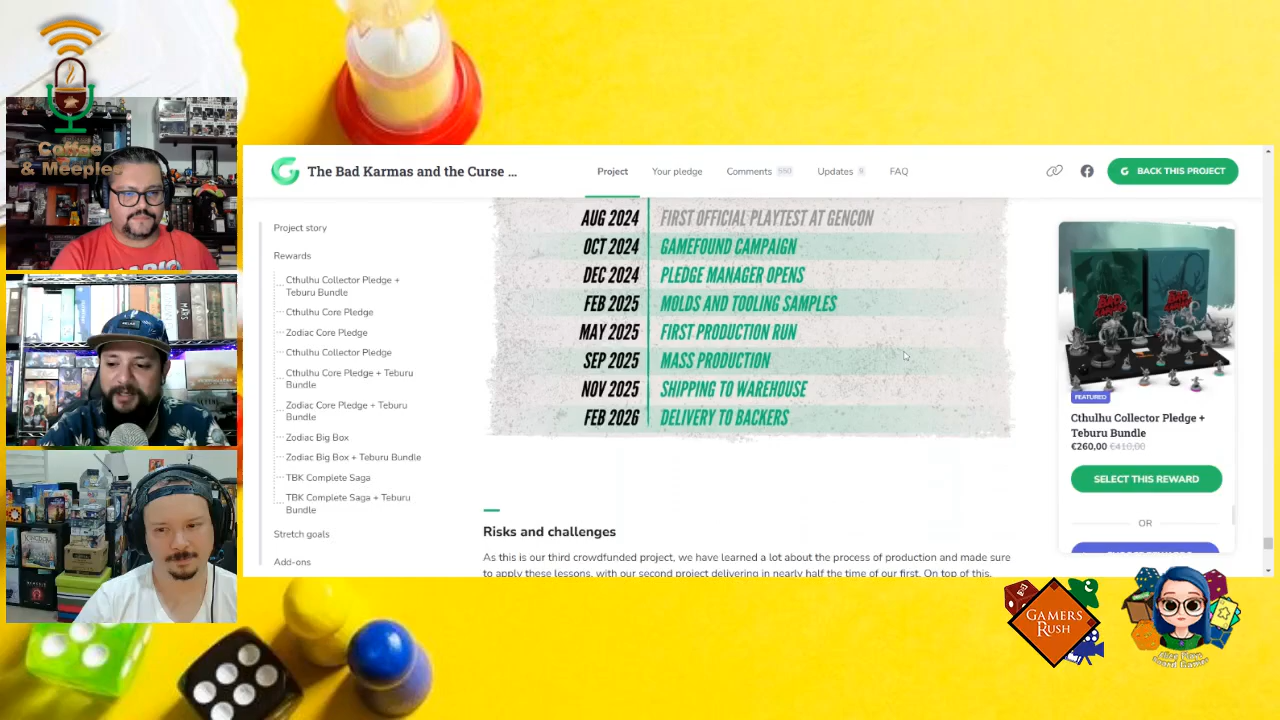 Coffee
& Meeples
The Bad Karmas and the Curse ...
Project
Your pledge
Comments 560
Updates 6
FAQ
BACK THIS PROJECT
Project story
Rewards
Cthulhu Collector Pledge +
Teburu Bundle
Cthulhu Core Pledge
Zodiac Core Pledge
Cthulhu Collector Pledge
Cthulhu Core Pledge + Teburu
Bundle
Zodiac Core Pledge + Teburu
Bundle
Zodiac Big Box
Zodiac Big Box + Teburu Bundle
TBK Complete Saga
TBK Complete Saga + Teburu
Bundle
Stretch goals
Add-ons
AUG 2024 FIRST OFFICIAL PLAYTEST AT GENCON
OCT 2024 GAMEFOUND CAMPAIGN
DEC 2024 PLEDGE MANAGER OPENS
FEB 2025 MOLDS AND TOOLING SAMPLES
MAY 2025 FIRST PRODUCTION RUN
SEP 2025 MASS PRODUCTION
NOV 2025 SHIPPING TO WAREHOUSE
FEB 2026 DELIVERY TO BACKERS
Risks and challenges
As this is our third crowdfunded project, we have learned a lot about the process of production and made sure
to apply these lessons, with our second project delivering in nearly half the time of our first. On top of this,
FEATURED
Cthulhu Collector Pledge +
Teburu Bundle
€260,00 €410,00
SELECT THIS REWARD
OR
GAMERS
RUSH
Board Games